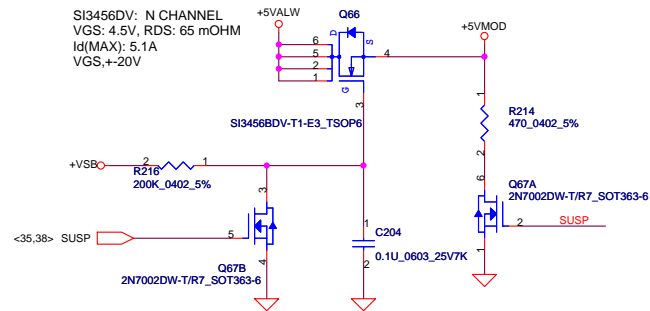 SI3456DV: N CHANNEL
VGS: 4.5V, RDS: 65 mOHM
Id(MAX): 5.1A
VGS,+-20V
+5VALW
Q66
+5VMOD
D
S
6
5
2
1
4
G
3
SI3456BDV-T1-E3_TSOP6
1
R214
470_0402_5%
2
+VSB
2
1
R216
200K_0402_5%
3
6
Q67A
2N7002DW-T/R7_SOT363-6
<35,38>
SUSP
5
1
C204
0.1U_0603_25V7K
2
2
SUSP
4
1
Q67B
2N7002DW-T/R7_SOT363-6